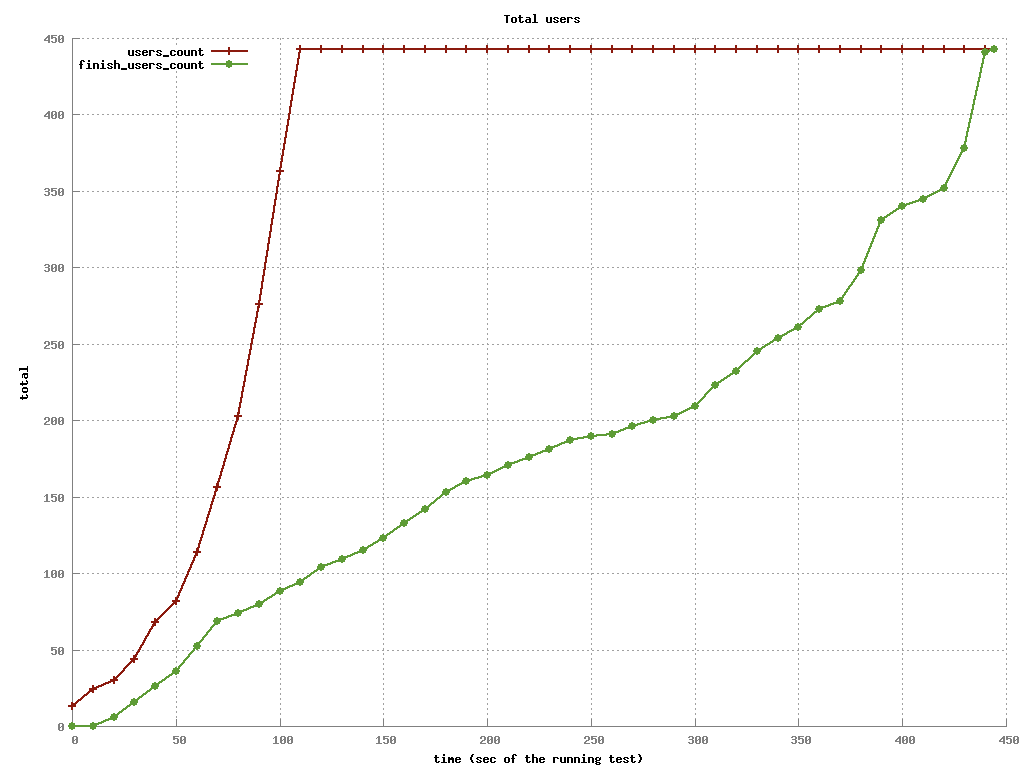 Total users
users_count
finish_users_count
450
400
350
300
250
200
150
100
50
0
total
0 50 100 150 200 250 300 350 400 450
time (sec of the running test)